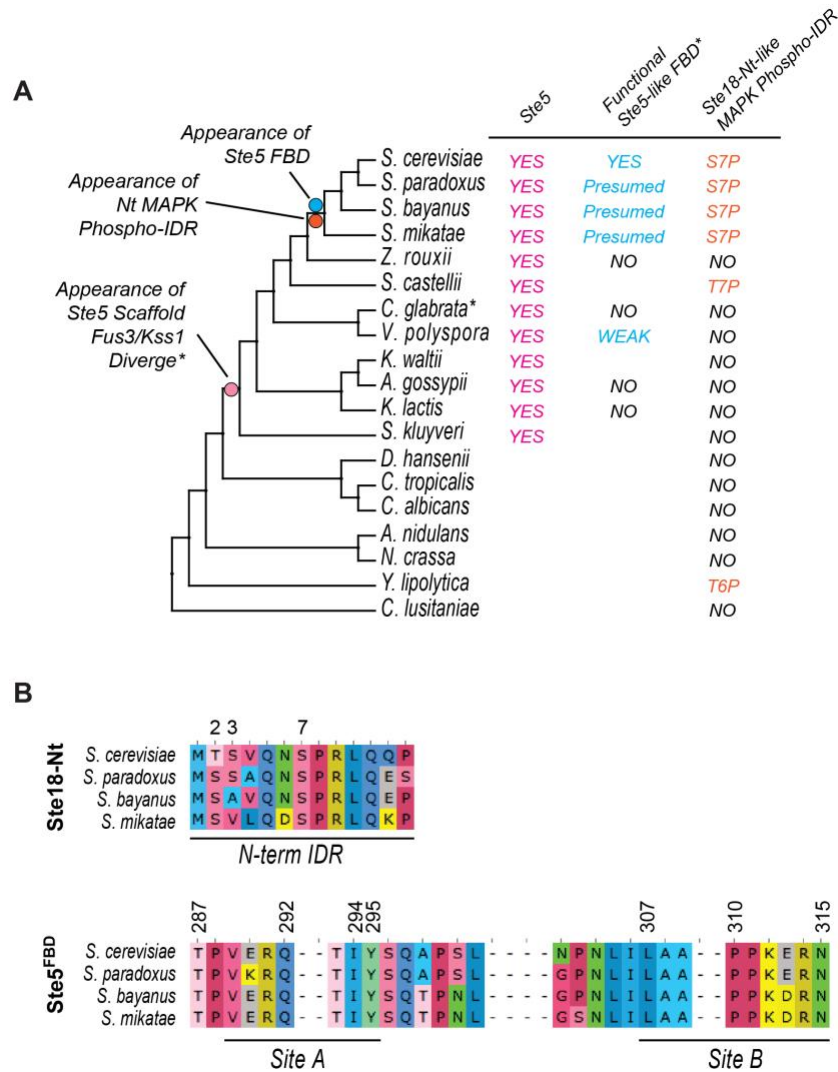 A
Ste5
Functional
Ste5-like FBD*
Ste18-Nt-like
MAPK Phospho-IDR
Appearance of
Ste5 FBD
Appearance of
Nt MAPK
Phospho-IDR
Appearance of
Ste5 Scaffold
Fus3/Kss1
Diverge*
S. cerevisiae YES YES S7P
S. paradoxus YES Presumed S7P
S. bayanus YES Presumed S7P
S. mikatae YES Presumed S7P
Z. rouxii YES NO NO
S. castellii YES T7P
C. glabrata* YES NO NO
V. polyspora YES WEAK NO
K. waltii YES NO
A. gossypii YES NO NO
K. lactis YES NO NO
S. kluyveri YES NO
D. hansenii NO
C. tropicalis NO
C. albicans NO
A. nidulans NO
N. crassa NO
Y. lipolytica T6P
C. lusitaniae NO
B
Ste18-Nt
2 3 7
S. cerevisiae M T S V Q N S P R L Q Q P
S. paradoxus M S S A Q N S P R L Q E S
S. bayanus M S A V Q N S P R L Q E P
S. mikatae M S V L Q D S P R L Q K P
N-term IDR
Ste5FBD
287 292 294 295 307 310 315
S. cerevisiae T P V E R Q - - T I Y S Q A P S L - - - - N P N L I L A A - - P P K E R N
S. paradoxus T P V K R Q - - T I Y S Q A P S L - - - - G P N L I L A A - - P P K E R N
S. bayanus T P V E R Q - - T I Y S Q T P N L - - - - G P N L I L A A - - P P K D R N
S. mikatae T P V E R Q - - T I Y S Q T P N L - - - - G S N L I L A A - - P P K D R N
Site A Site B